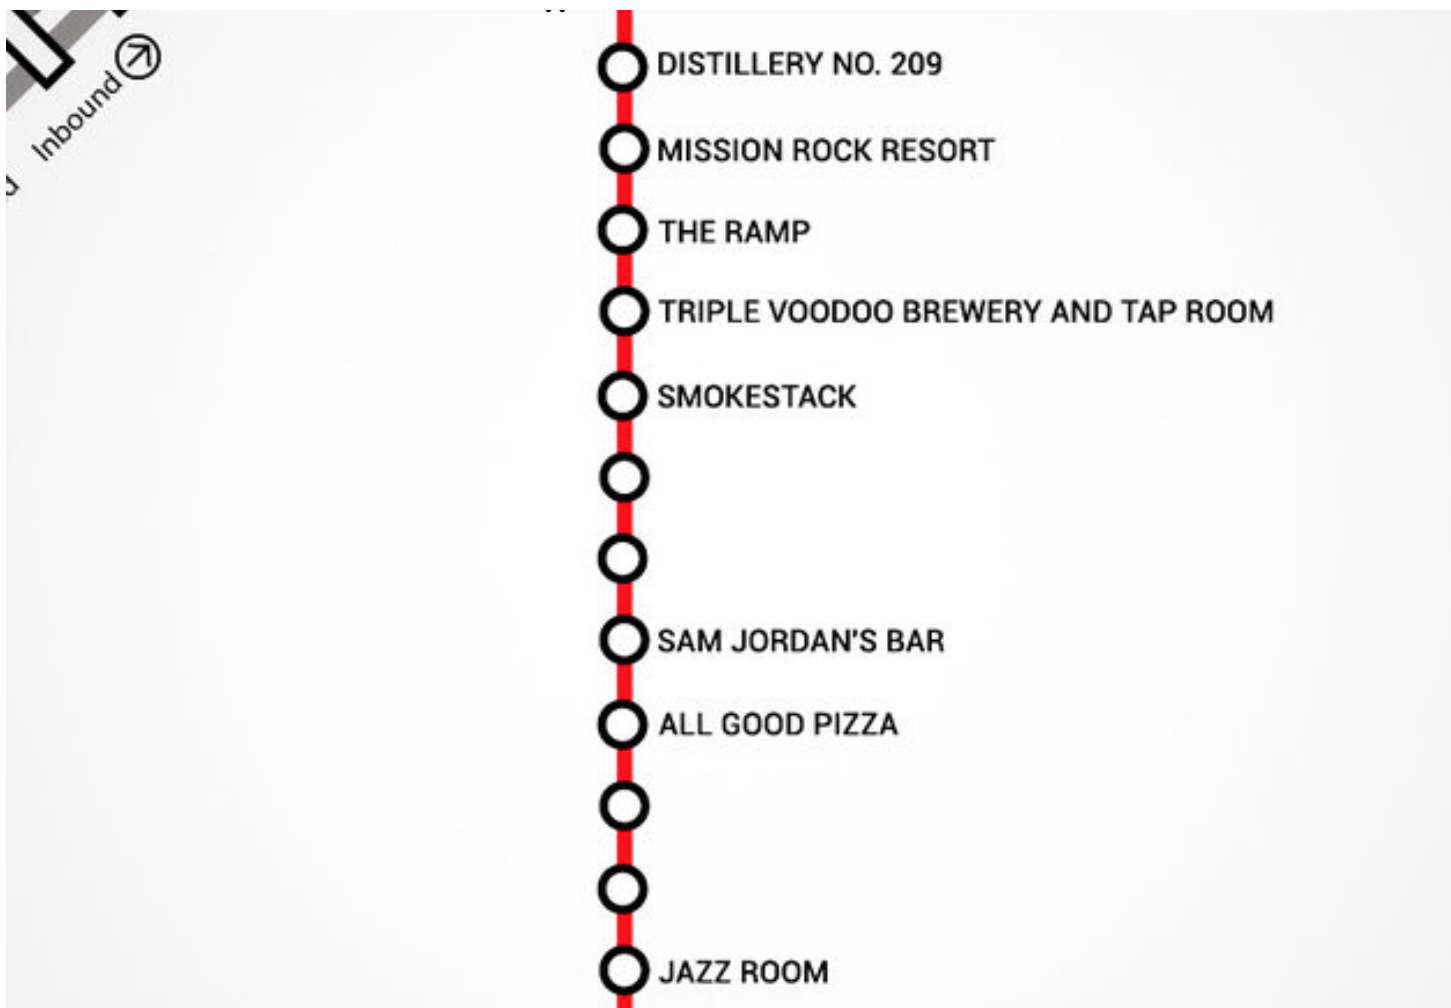 DISTILLERY NO. 209
Inbound
MISSION ROCK RESORT
THE RAMP
TRIPLE VOODOO BREWERY AND TAP ROOM
SMOKESTACK
SAM JORDAN'S BAR
ALL GOOD PIZZA
JAZZ ROOM